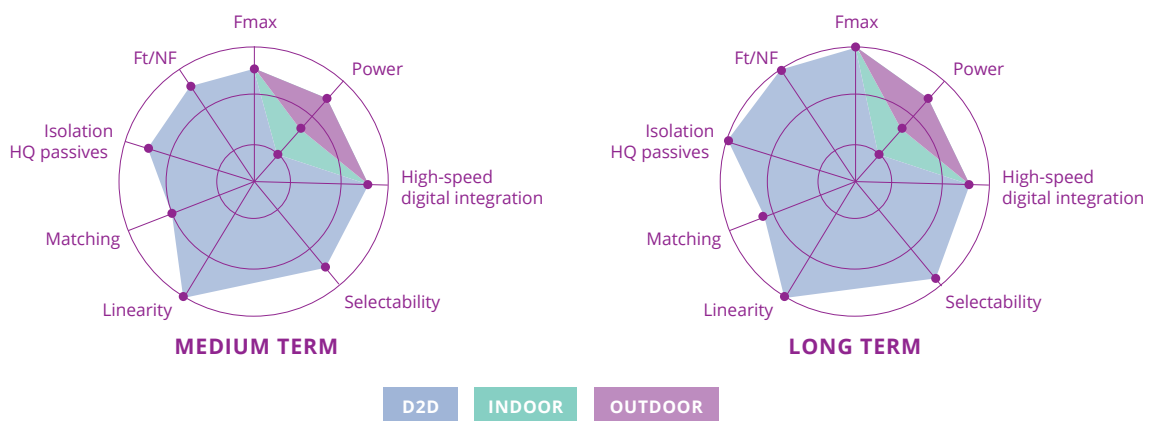 Fmax
Ft/NF
Power
Isolation
HQ passives
High-speed
digital integration
Matching
Linearity
Selectability
MEDIUM TERM
Fmax
Ft/NF
Power
Isolation
HQ passives
High-speed
digital integration
Matching
Linearity
Selectability
LONG TERM
D2D
INDOOR
OUTDOOR